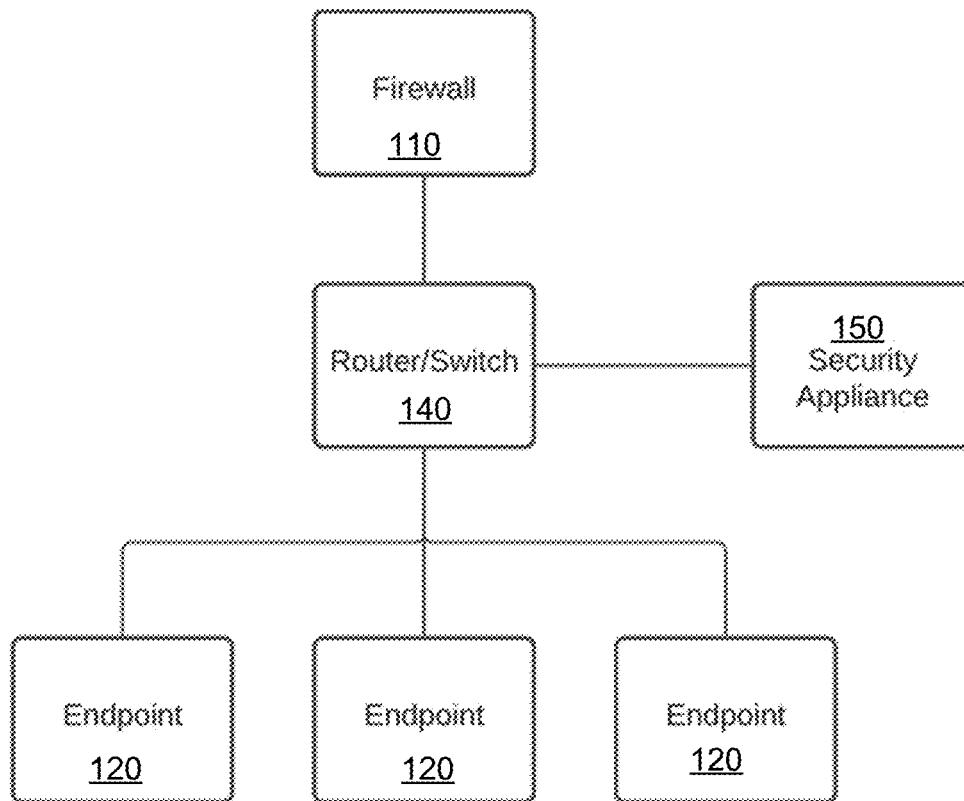 Firewall
110
Router/Switch
140
150
Security
Appliance
Endpoint
120
Endpoint
120
Endpoint
120